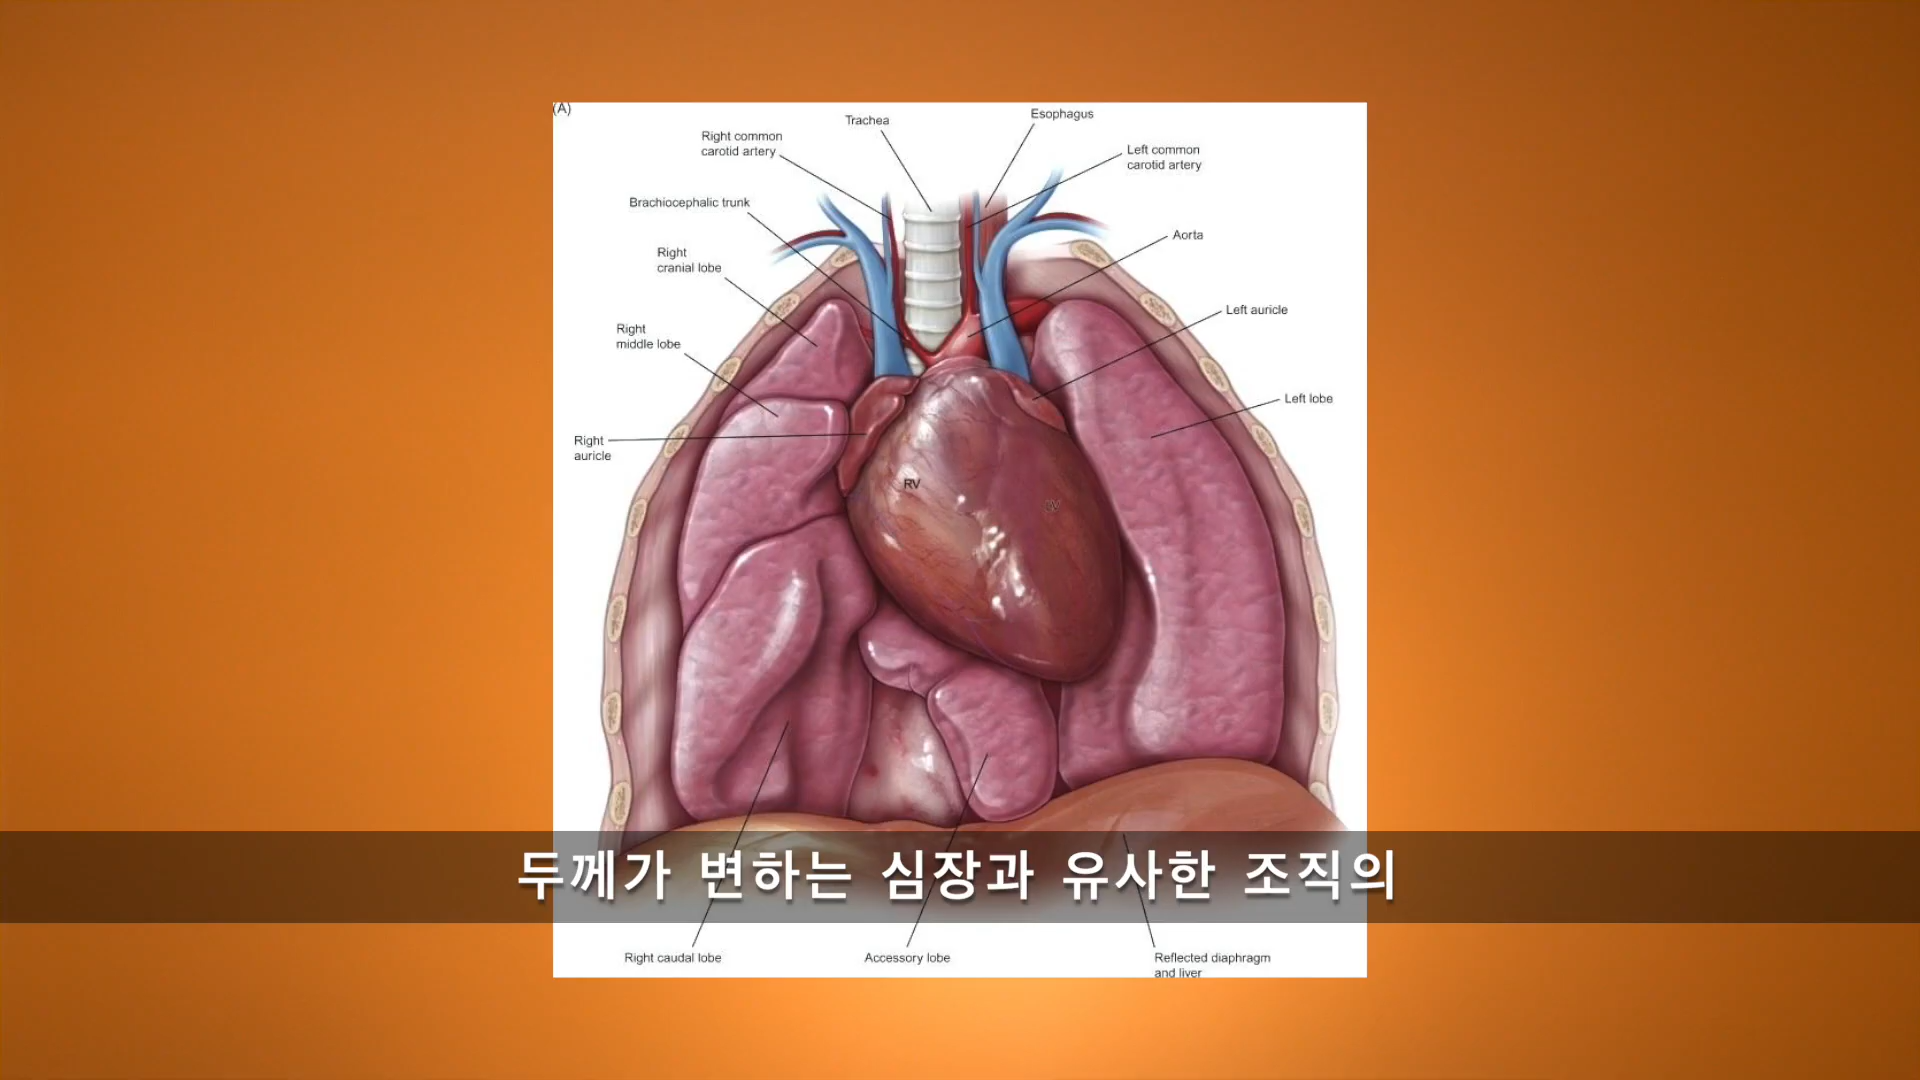 (A)
Trachea
Esophagus
Right common
carotid artery
Left common
carotid artery
Brachiocephalic trunk
Aorta
Right
cranial lobe
Left auricle
Right
middle lobe
Left lobe
Right
auricle
RV
LV
두께가 변하는 심장과 유사한 조직의
Right caudal lobe
Accessory lobe
Reflected diaphragm
and liver